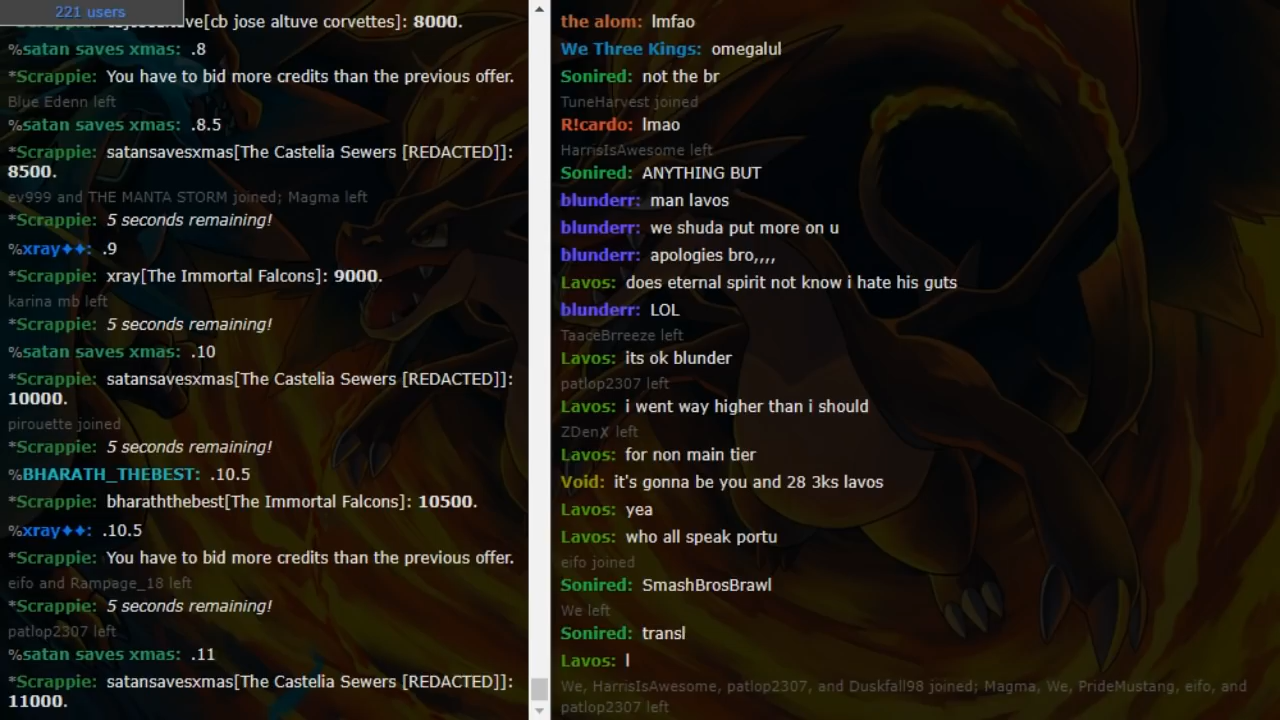 221 users
ve[cb jose altuve corvettes]: 8000.
%satan saves xmas: .8
*Scrappie: You have to bid more credits than the previous offer.
Blue Edenn left
%satan saves xmas: .8.5
*Scrappie: satansavesxmas[The Castelia Sewers [REDACTED]]:
8500.
ev999 and THE MANTA STORM joined; Magma left
*Scrappie: 5 seconds remaining!
%xray✦✦: .9
*Scrappie: xray[The Immortal Falcons]: 9000.
karina mb left
*Scrappie: 5 seconds remaining!
%satan saves xmas: .10
*Scrappie: satansavesxmas[The Castelia Sewers [REDACTED]]:
10000.
pirouette joined
*Scrappie: 5 seconds remaining!
%BHARATH_THEBEST: .10.5
*Scrappie: bharaththebest[The Immortal Falcons]: 10500.
%xray✦✦: .10.5
*Scrappie: You have to bid more credits than the previous offer.
eifo and Rampage_18 left
*Scrappie: 5 seconds remaining!
patlop2307 left
%satan saves xmas: .11
*Scrappie: satansavesxmas[The Castelia Sewers [REDACTED]]:
11000.
the alom: lmfao
We Three Kings: omegalul
Sonired: not the br
TuneHarvest joined
R!cardo: lmao
HarrisIsAwesome left
Sonired: ANYTHING BUT
blunderr: man lavos
blunderr: we shuda put more on u
blunderr: apologies bro,,,,
Lavos: does eternal spirit not know i hate his guts
blunderr: LOL
TaaceBrreeze left
Lavos: its ok blunder
patlop2307 left
Lavos: i went way higher than i should
ZDenX left
Lavos: for non main tier
Void: it's gonna be you and 28 3ks lavos
Lavos: yea
Lavos: who all speak portu
eifo joined
Sonired: SmashBrosBrawl
We left
Sonired: transl
Lavos: l
We, HarrisIsAwesome, patlop2307, and Duskfall98 joined; Magma, We, PrideMustang, eifo, and
patlop2307 left